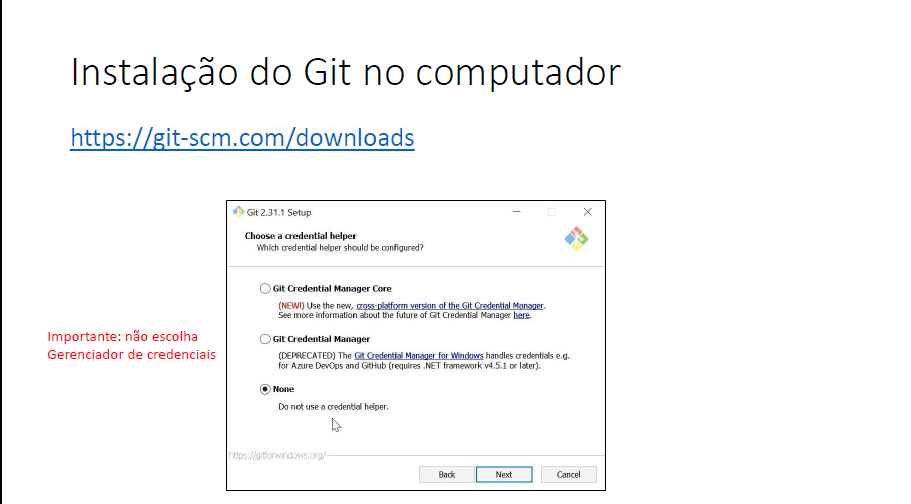 Instalação do Git no computador
https://git-scm.com/downloads
Git 2.31.1 Setup
Choose a credential helper
Which credential helper should be configured?
Git Credential Manager Core
(NEW!) Use the new, cross-platform version of the Git Credential Manager.
See more information about the future of Git Credential Manager here.
Importante: não escolha
Gerenciador de credenciais
Git Credential Manager
(DEPRECATED) The Git Credential Manager for Windows handles credentials e.g.
for Azure DevOps and GitHub (requires .NET framework v4.5.1 or later).
None
Do not use a credential helper.
https://gitforwindows.org/
Back
Next
Cancel